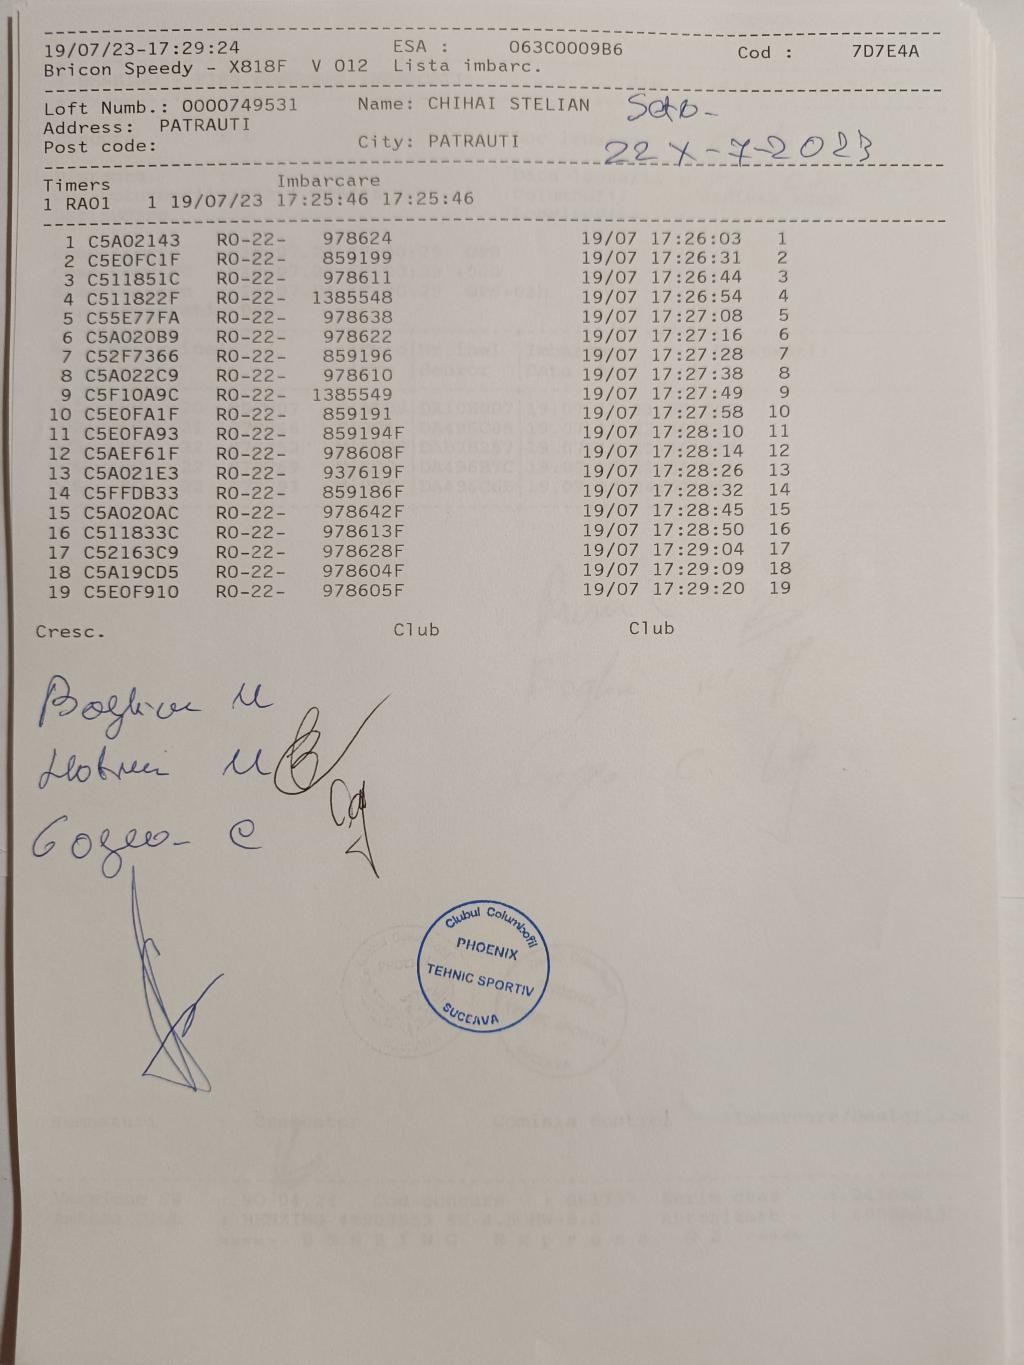 19/07/23-17:29:24 ESA : 063C0009B6 Cod : 7D7E4A
Bricon Speedy - X818F V 012 Lista imbarc.
Loft Numb.: 0000749531 Name: CHIHAI STELIAN
Address: PATRAUTI
Post code: City: PATRAUTI
22 X-7-2023
Timers Imbarcare
1 RA01 1 19/07/23 17:25:46 17:25:46
1 C5A02143 RO-22- 978624 19/07 17:26:03 1
2 C5E0FC1F RO-22- 859199 19/07 17:26:31 2
3 C511851C RO-22- 978611 19/07 17:26:44 3
4 C511822F RO-22- 1385548 19/07 17:26:54 4
5 C55E77FA RO-22- 978638 19/07 17:27:08 5
6 C5A020B9 RO-22- 978622 19/07 17:27:16 6
7 C52F7366 RO-22- 859196 19/07 17:27:28 7
8 C5A022C9 RO-22- 978610 19/07 17:27:38 8
9 C5F10A9C RO-22- 1385549 19/07 17:27:49 9
10 C5E0FA1F RO-22- 859191 19/07 17:27:58 10
11 C5E0FA93 RO-22- 859194F 19/07 17:28:10 11
12 C5AEF61F RO-22- 978608F 19/07 17:28:14 12
13 C5A021E3 RO-22- 937619F 19/07 17:28:26 13
14 C5FFDB33 RO-22- 859186F 19/07 17:28:32 14
15 C5A020AC RO-22- 978642F 19/07 17:28:45 15
16 C511833C RO-22- 978613F 19/07 17:28:50 16
17 C52163C9 RO-22- 978628F 19/07 17:29:04 17
18 C5A19CD5 RO-22- 978604F 19/07 17:29:09 18
19 C5E0F910 RO-22- 978605F 19/07 17:29:20 19
Cresc. Club Club
Clubul Columbofil
PHOENIX
TEHNIC SPORTIV
SUCEAVA